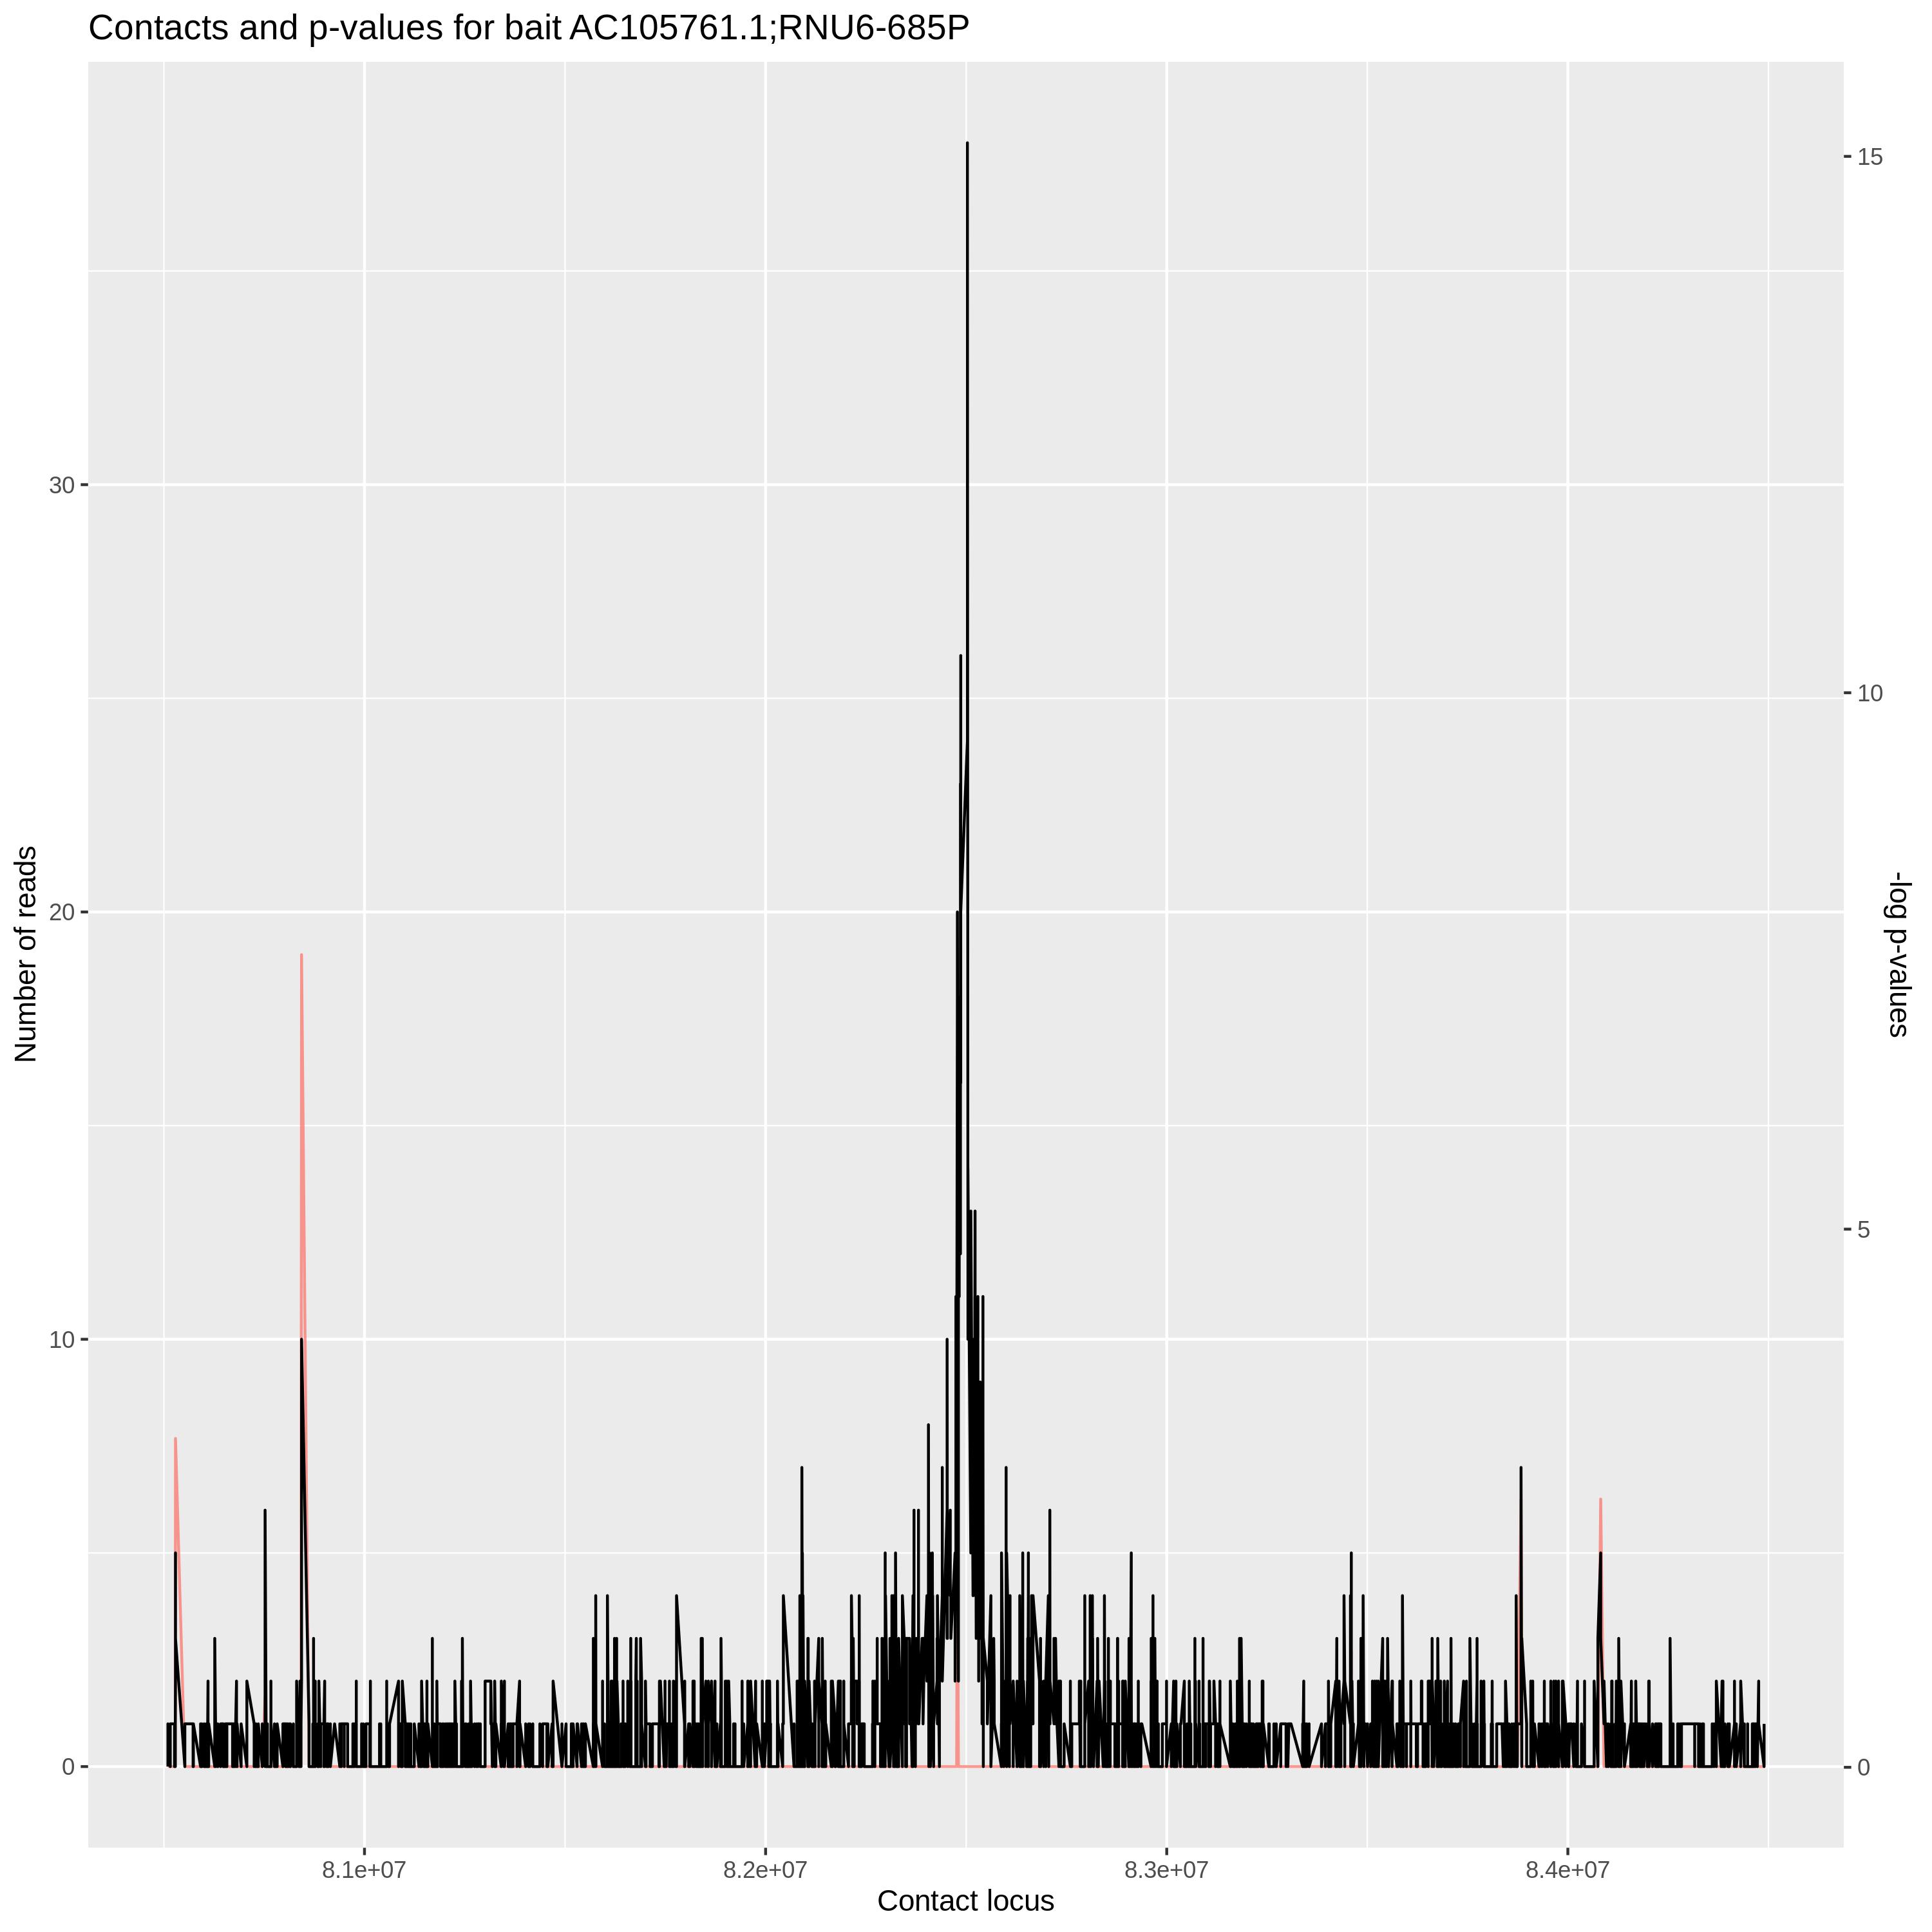 Contacts and p-values for bait AC105761.1;RNU6-685P
15
30
10
20
5
10
0
0
Number of reads
-log p-values
8.1e+07
8.2e+07
8.3e+07
8.4e+07
Contact locus